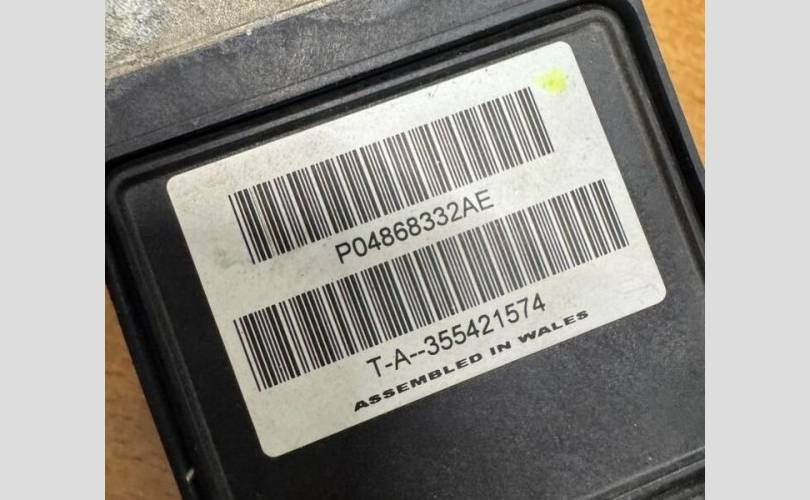 P04868332AE
T-A--355421574
ASSEMBLED IN WALES